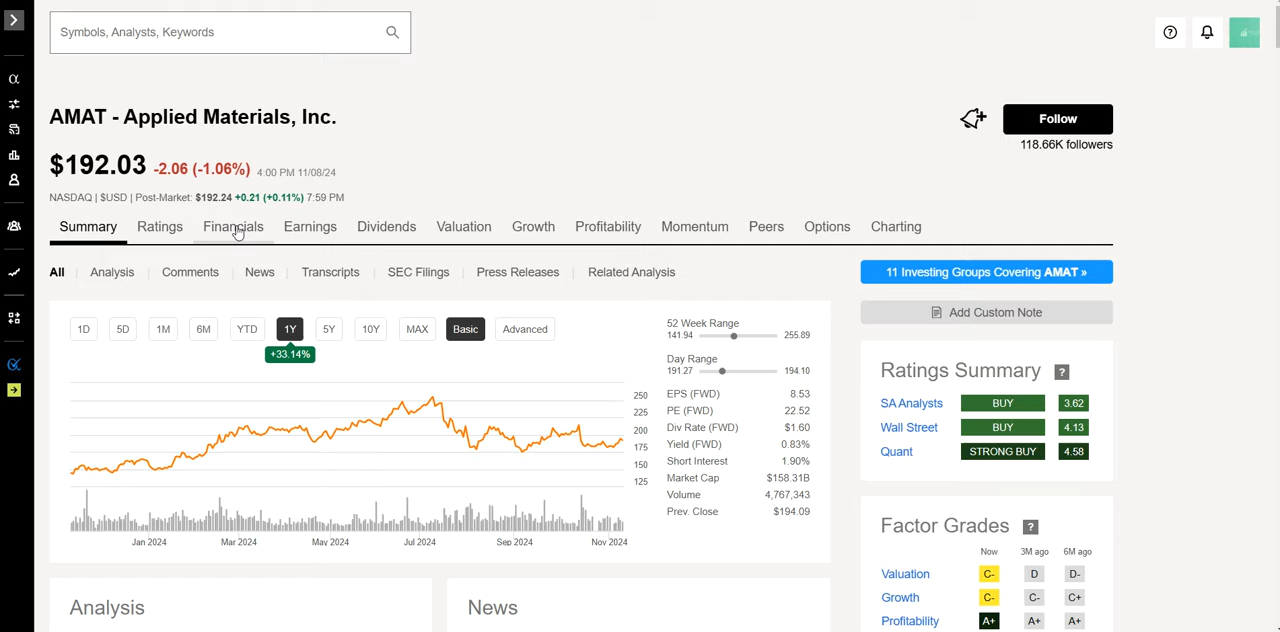 Symbols, Analysts, Keywords
AMAT - Applied Materials, Inc.
Follow
118.66K followers
$192.03 -2.06 (-1.06%) 4:00 PM 11/08/24
NASDAQ | $USD | Post-Market: $192.24 +0.21 (+0.11%) 7:59 PM
Summary Ratings Financials Earnings Dividends Valuation Growth Profitability Momentum Peers Options Charting
All Analysis Comments News Transcripts SEC Filings Press Releases Related Analysis
1D 5D 1M 6M YTD 1Y 5Y 10Y MAX Basic Advanced
+33.14%
250
225
200
175
150
125
Jan 2024 Mar 2024 May 2024 Jul 2024 Sep 2024 Nov 2024
52 Week Range
141.94 255.89
Day Range
191.27 194.10
EPS (FWD) 8.53
PE (FWD) 22.52
Div Rate (FWD) $1.60
Yield (FWD) 0.83%
Short Interest 1.90%
Market Cap $158.31B
Volume 4,767,343
Prev. Close $194.09
11 Investing Groups Covering AMAT »
Add Custom Note
Ratings Summary ?
SA Analysts BUY 3.62
Wall Street BUY 4.13
Quant STRONG BUY 4.58
Factor Grades ?
Now 3M ago 6M ago
Valuation C- D D-
Growth C- C- C+
Profitability A+ A+ A+
Analysis
News